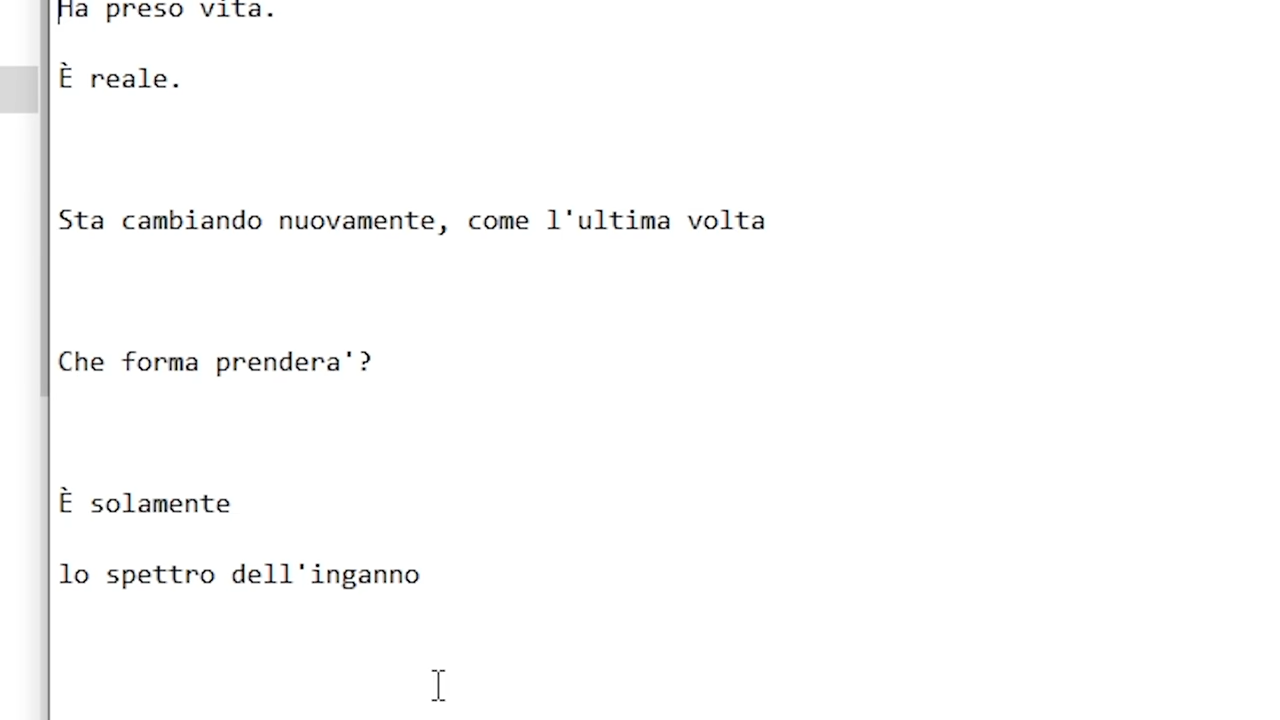 Ha preso vita.
È reale.
Sta cambiando nuovamente, come l'ultima volta
Che forma prendera'?
È solamente
lo spettro dell'inganno